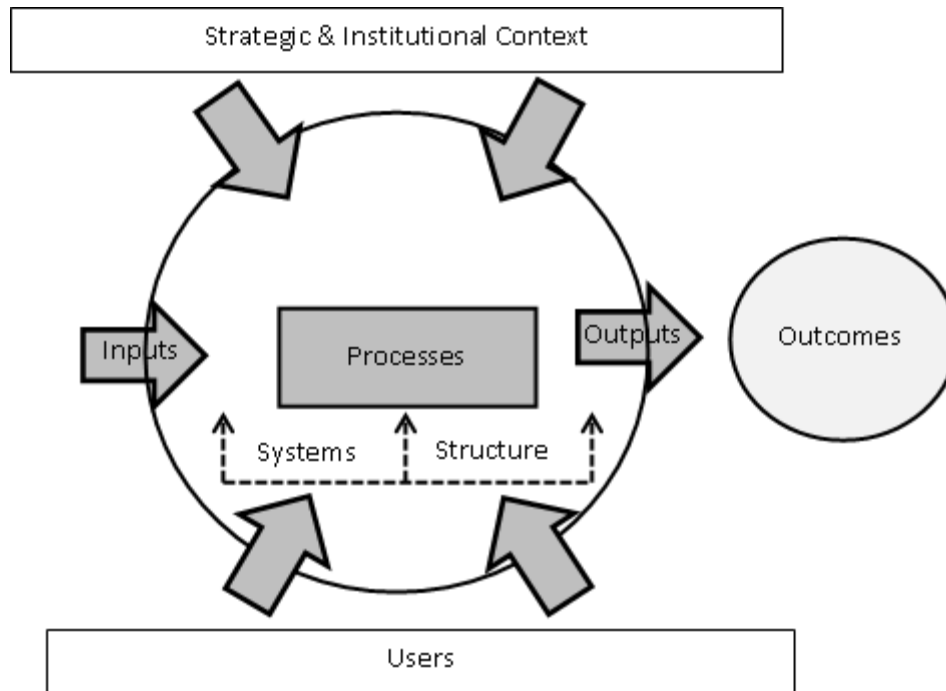 Strategic & Institutional Context
Inputs
Processes
Outputs
Outcomes
Systems
Structure
Users